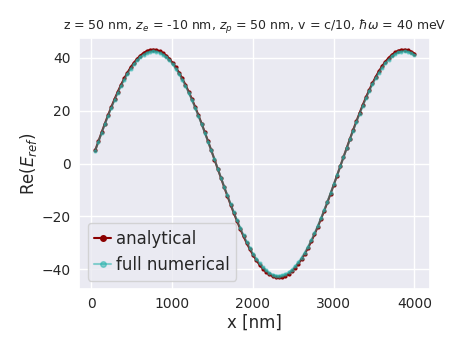 z = 50 nm, z_e = -10 nm, z_p = 50 nm, v = c/10, ℏω = 40 meV
Re(E_ref)
40
20
0
−20
−40
analytical
full numerical
0 1000 2000 3000 4000
x [nm]